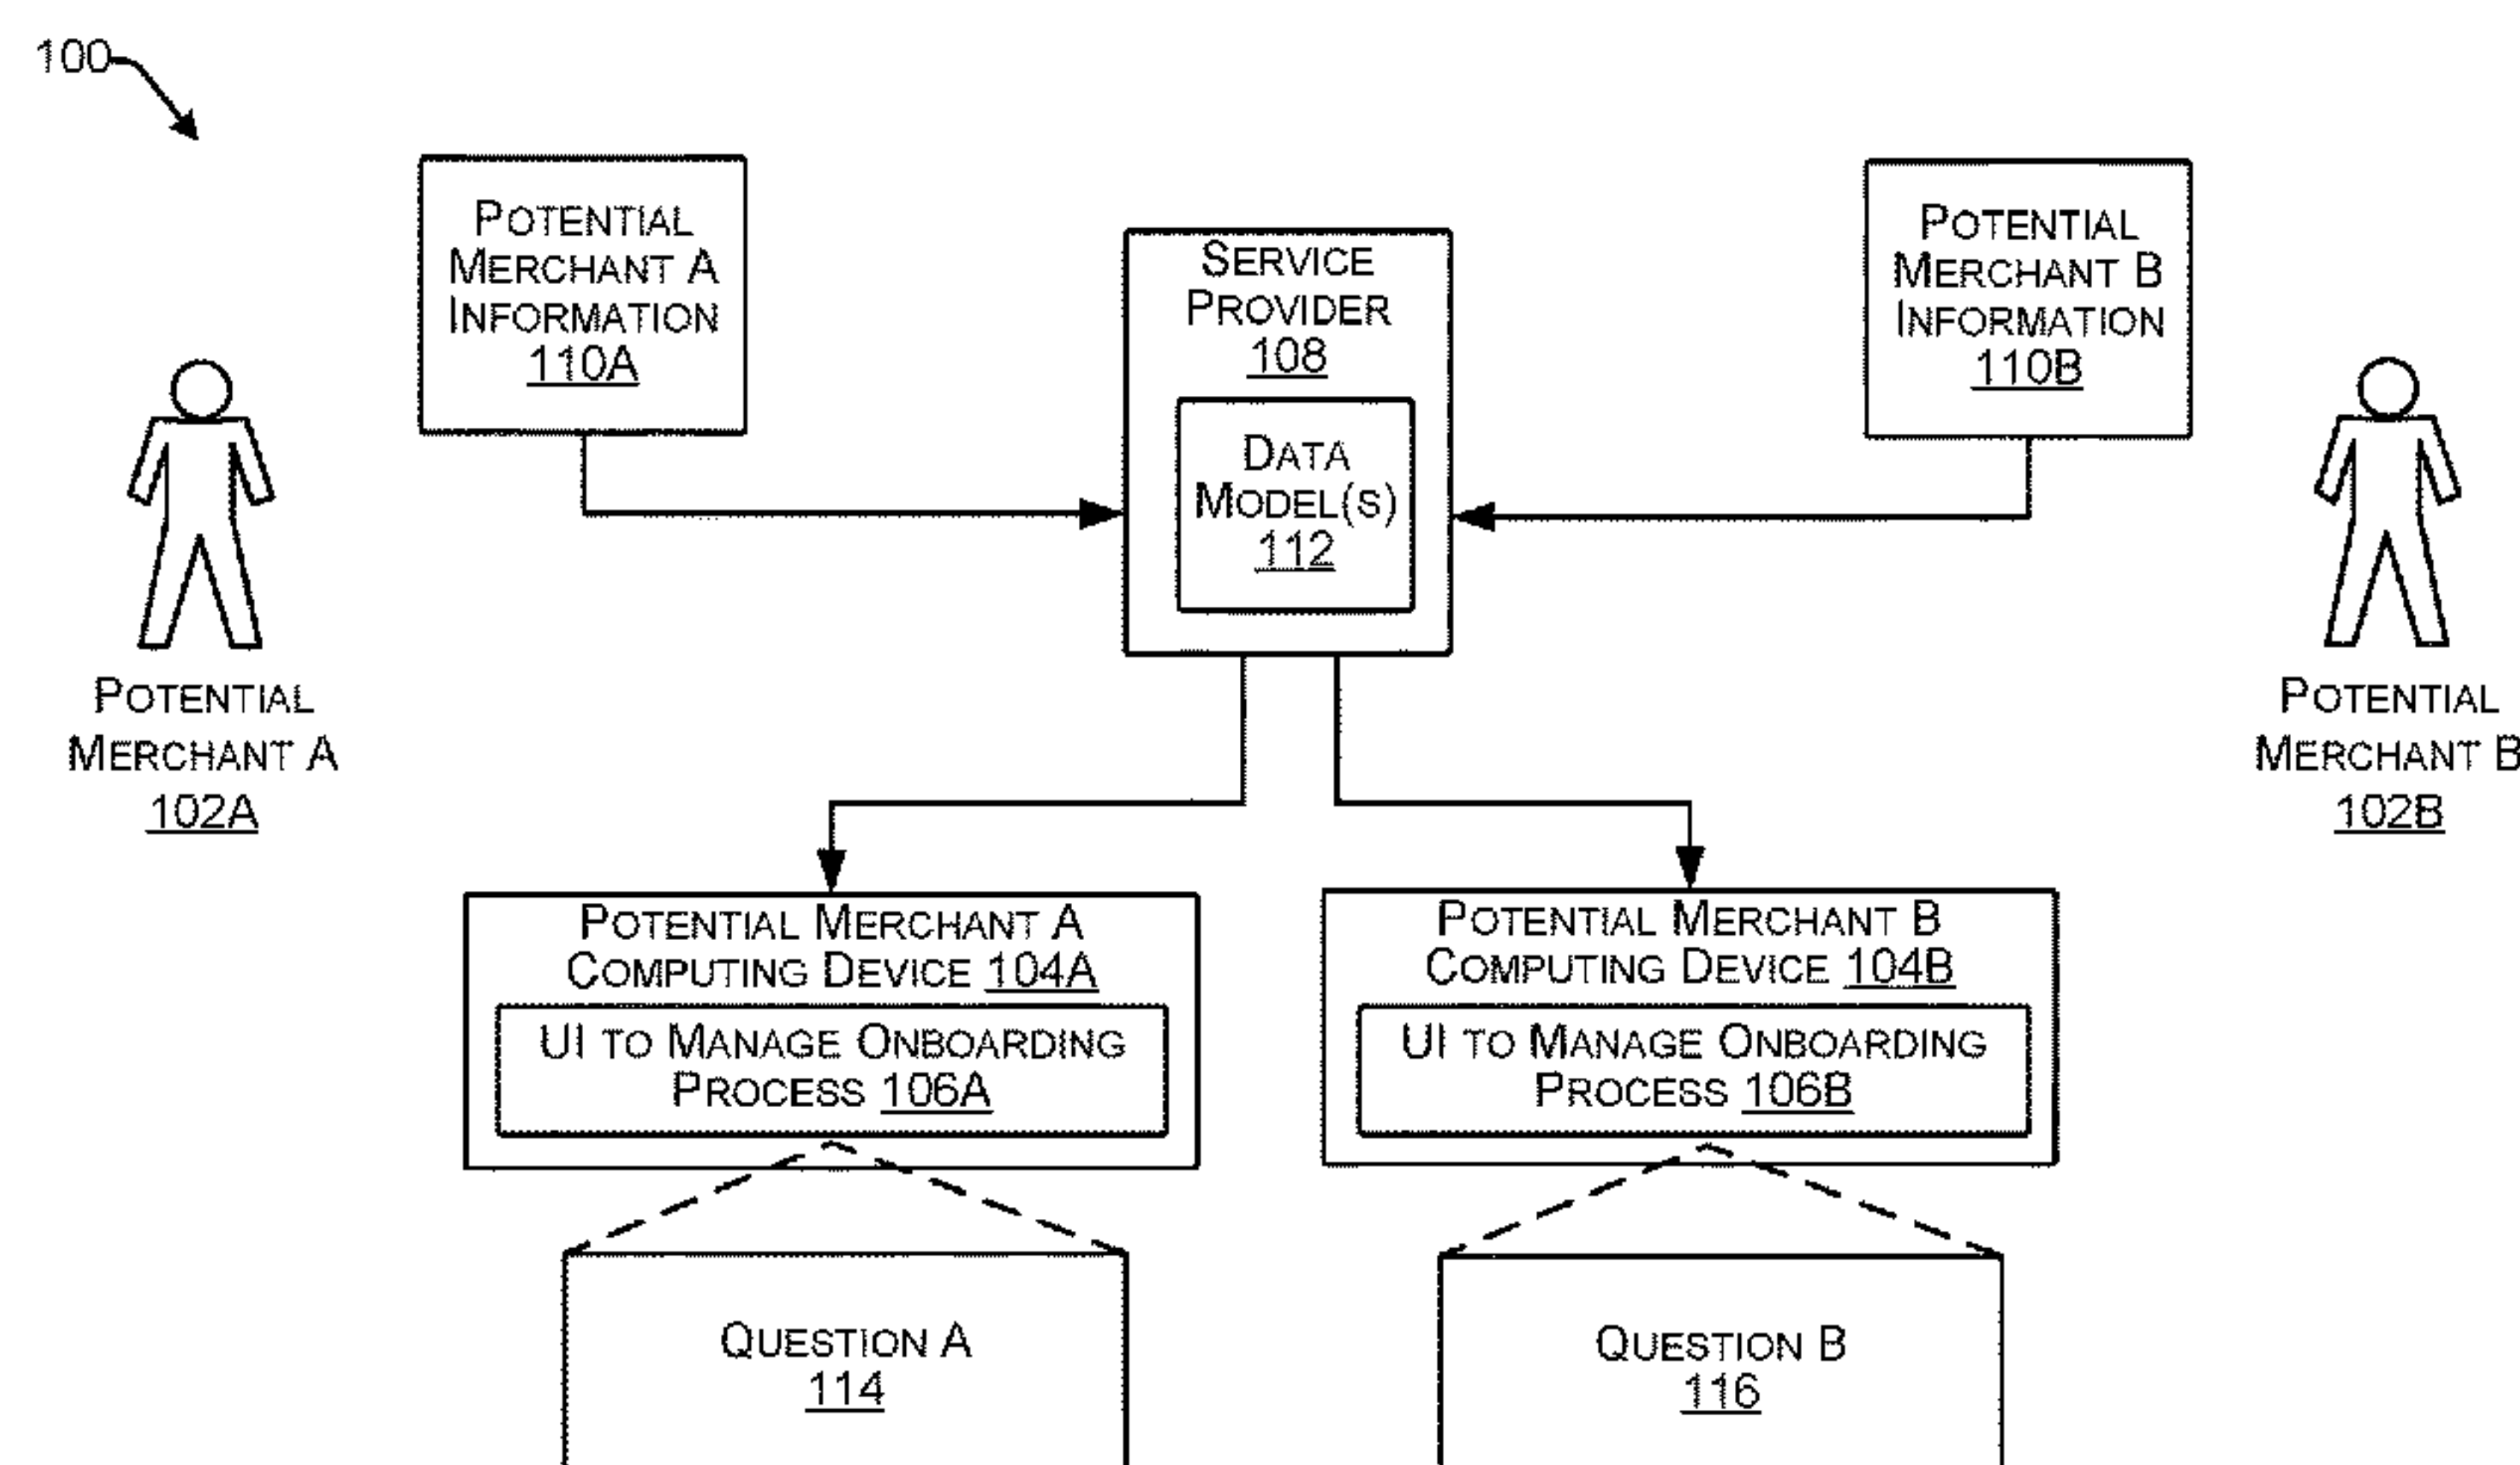 100
POTENTIAL
MERCHANT A
INFORMATION
110A
SERVICE
PROVIDER
108
DATA
MODEL(S)
112
POTENTIAL
MERCHANT B
INFORMATION
110B
POTENTIAL
MERCHANT A
102A
POTENTIAL
MERCHANT B
102B
POTENTIAL MERCHANT A
COMPUTING DEVICE 104A
UI TO MANAGE ONBOARDING
PROCESS 106A
POTENTIAL MERCHANT B
COMPUTING DEVICE 104B
UI TO MANAGE ONBOARDING
PROCESS 106B
QUESTION A
114
QUESTION B
116